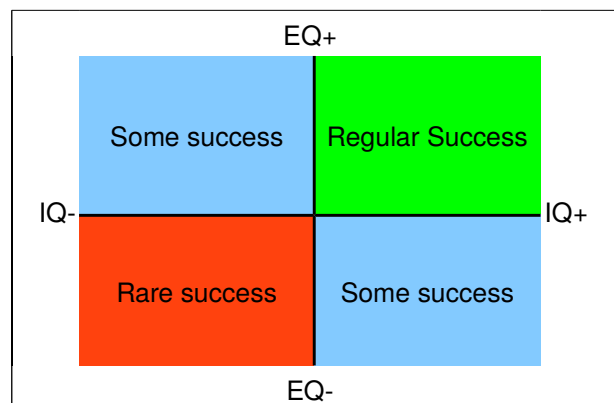 EQ+
Some success
Regular Success
IQ-
IQ+
Rare success
Some success
EQ-